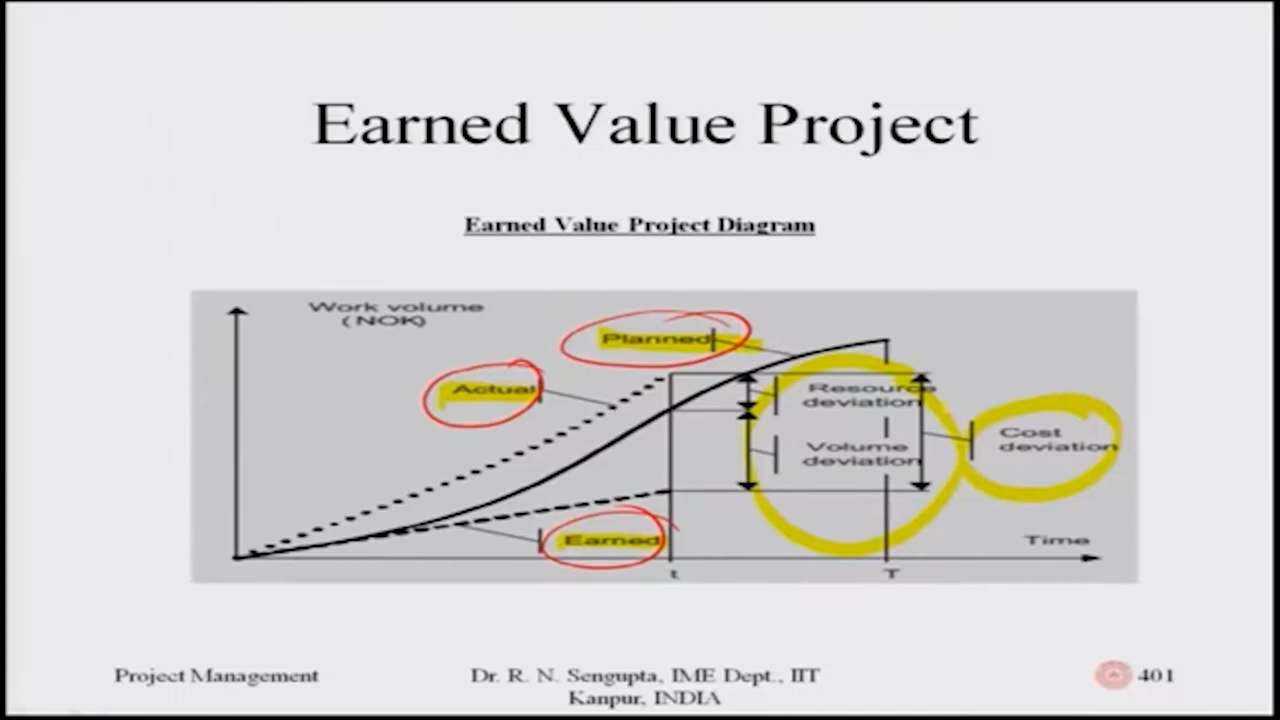 Earned Value Project
Earned Value Project Diagram
Work volume
(NOK)
Planned
Actual
Resource
deviation
Volume
deviation
Cost
deviation
Earned
Time
t
T
Project Management
Dr. R. N. Sengupta, IME Dept., IIT
Kanpur, INDIA
401